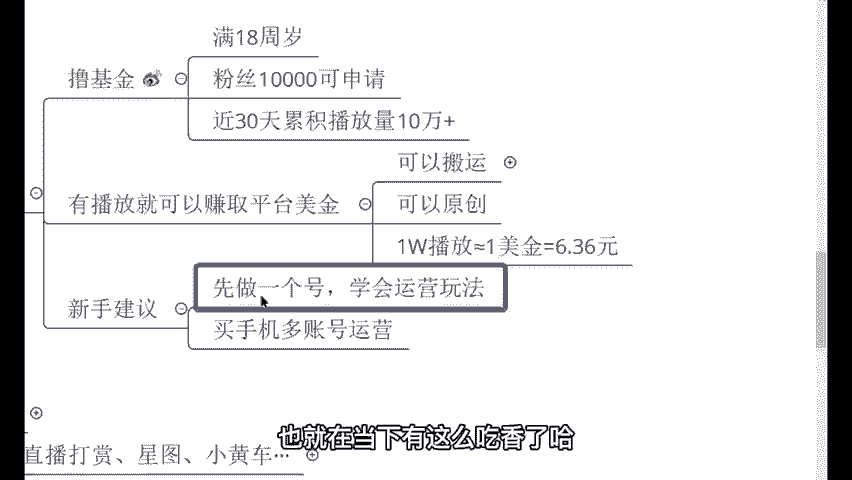 满18周岁
撸基金
粉丝10000可申请
近30天累积播放量10万+
可以搬运
有播放就可以赚取平台美金
可以原创
1W播放≈1美金=6.36元
先做一个号，学会运营玩法
新手建议
买手机多账号运营
也就在当下有这么吃香了哈
直播打赏、星图、小黄车…